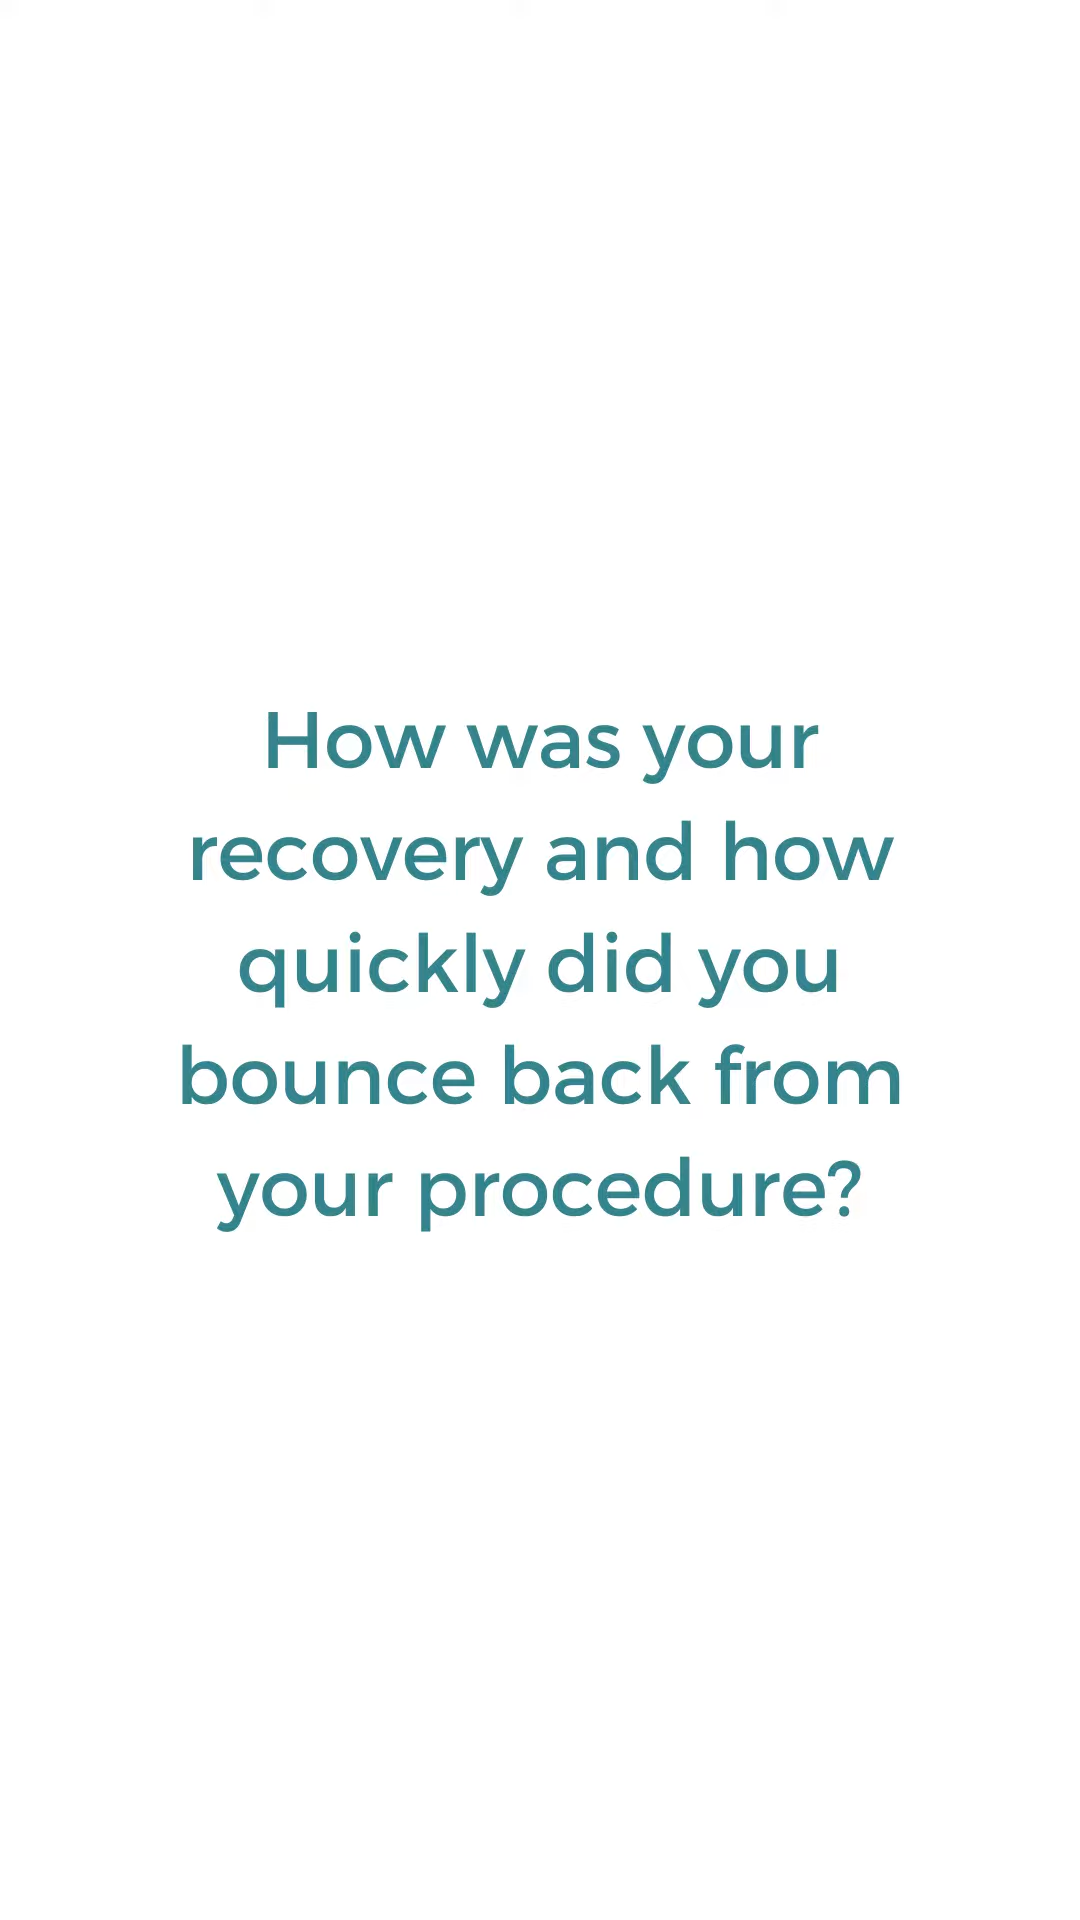 How was your
recovery and how
quickly did you
bounce back from
your procedure?